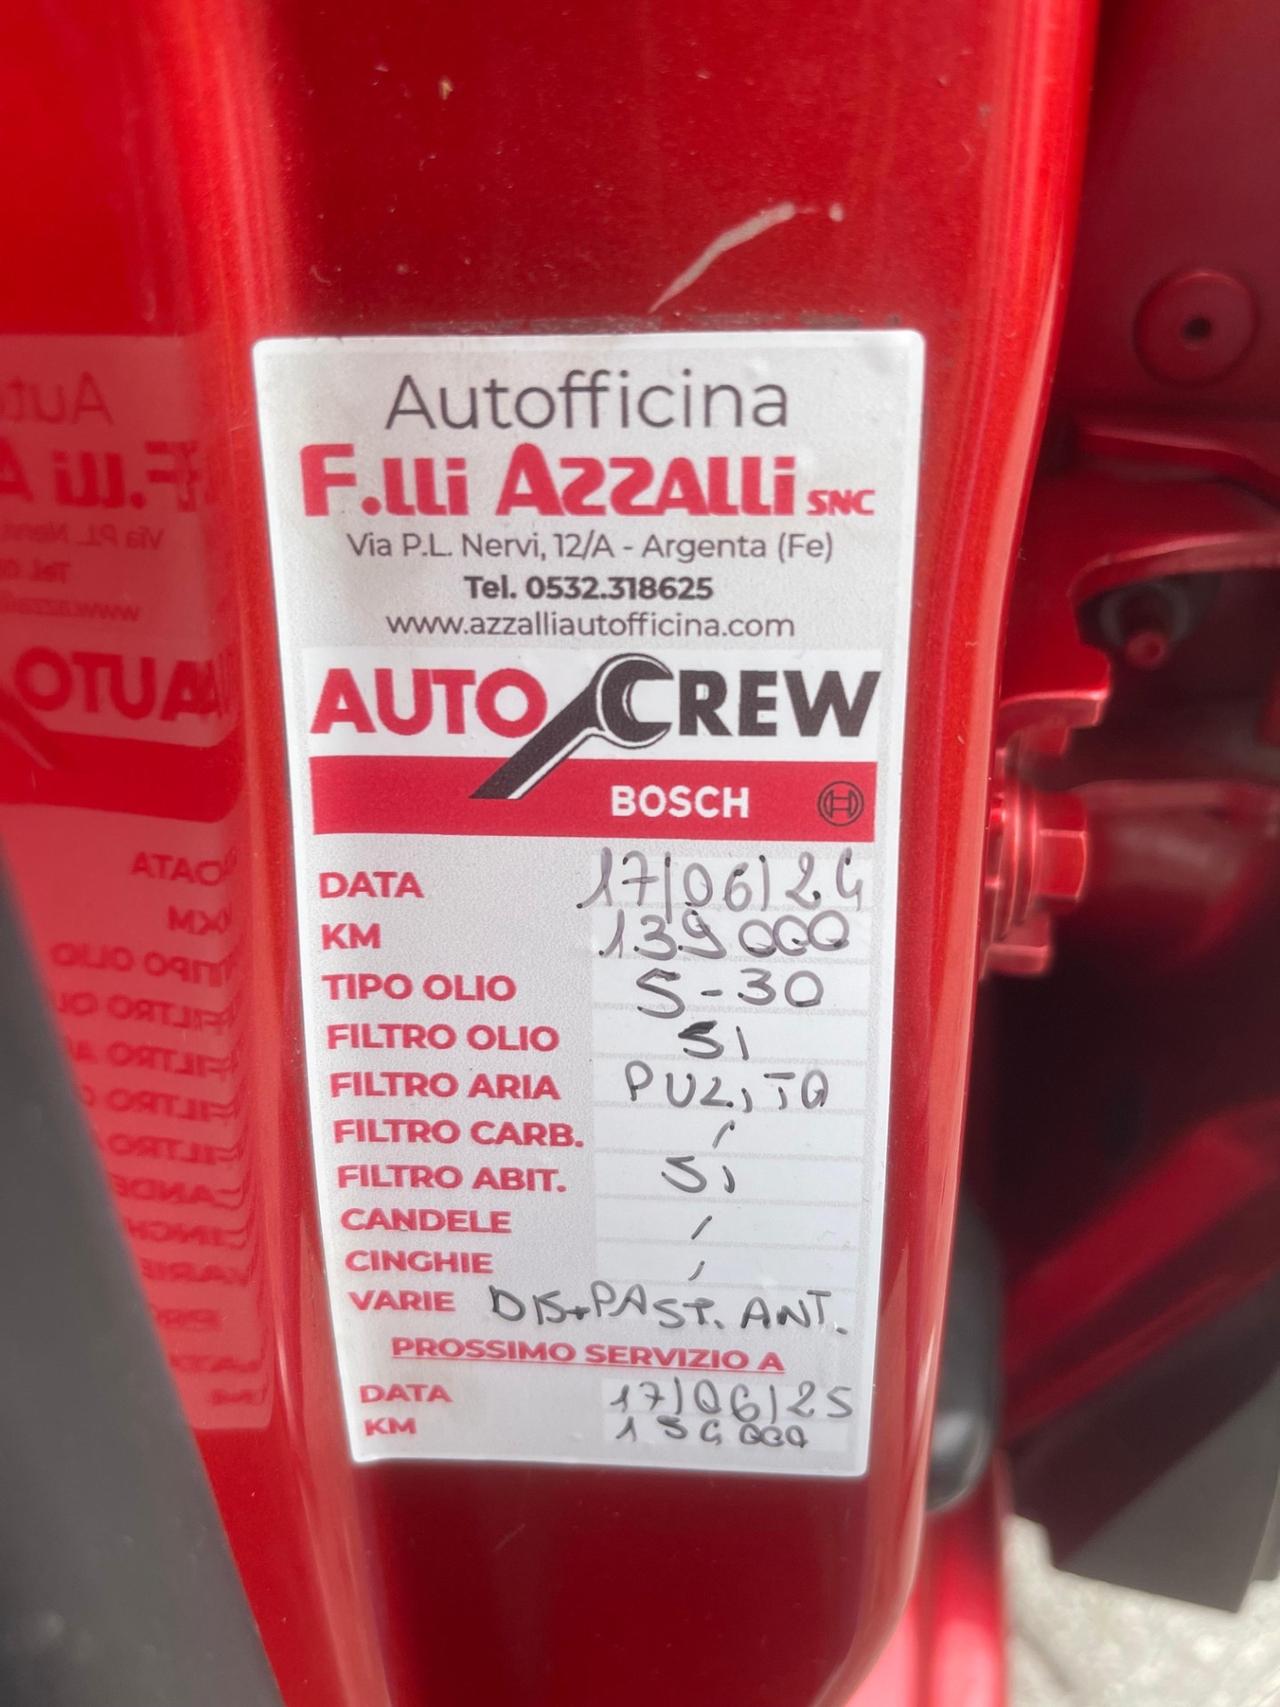 Autofficina
F.lli Azzalli SNC
Via P.L. Nervi, 12/A - Argenta (Fe)
Tel. 0532.318625
www.azzalliautofficina.com
AUTO CREW
BOSCH
DATA 17/06/24
KM 139000
TIPO OLIO 5-30
FILTRO OLIO SI
FILTRO ARIA PULITO
FILTRO CARB. /
FILTRO ABIT. SI
CANDELE /
CINGHIE /
VARIE DIS+PAST. ANT.
PROSSIMO SERVIZIO A
DATA 17/06/25
KM 154000